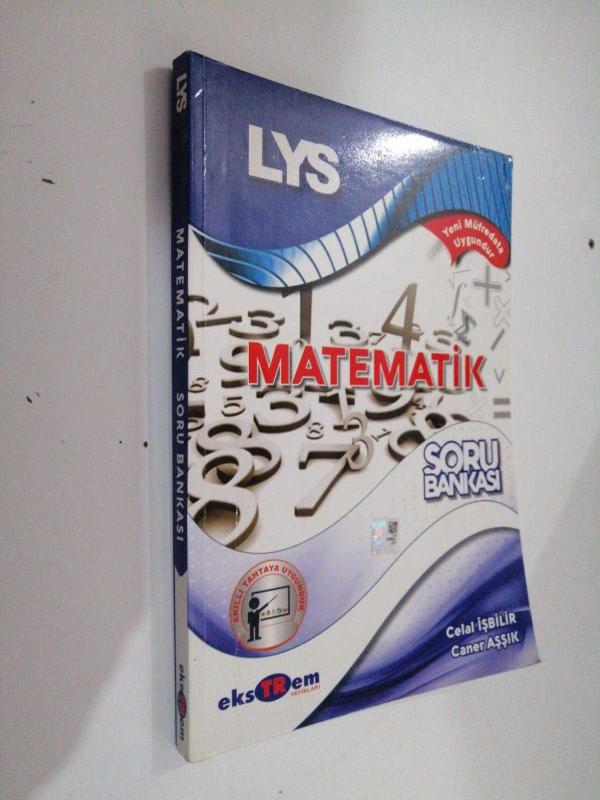 LYS
MATEMATİK SORU BANKASI
eksTRem
LYS
Yeni Müfredata
Uygundur
MATEMATİK
SORU
BANKASI
AKILLI TAHTAYA UYGUNDUR
Celal İŞBİLİR
Caner AŞŞIK
eksTRem
YAYINLARI